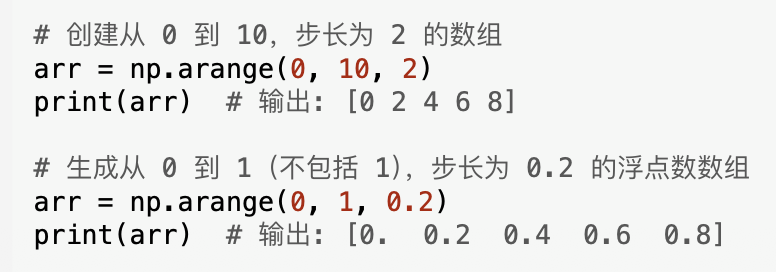 # 创建从 0 到 10，步长为 2 的数组
arr = np.arange(0, 10, 2)
print(arr)  # 输出: [0 2 4 6 8]
# 生成从 0 到 1（不包括 1），步长为 0.2 的浮点数数组
arr = np.arange(0, 1, 0.2)
print(arr)  # 输出: [0.  0.2  0.4  0.6  0.8]